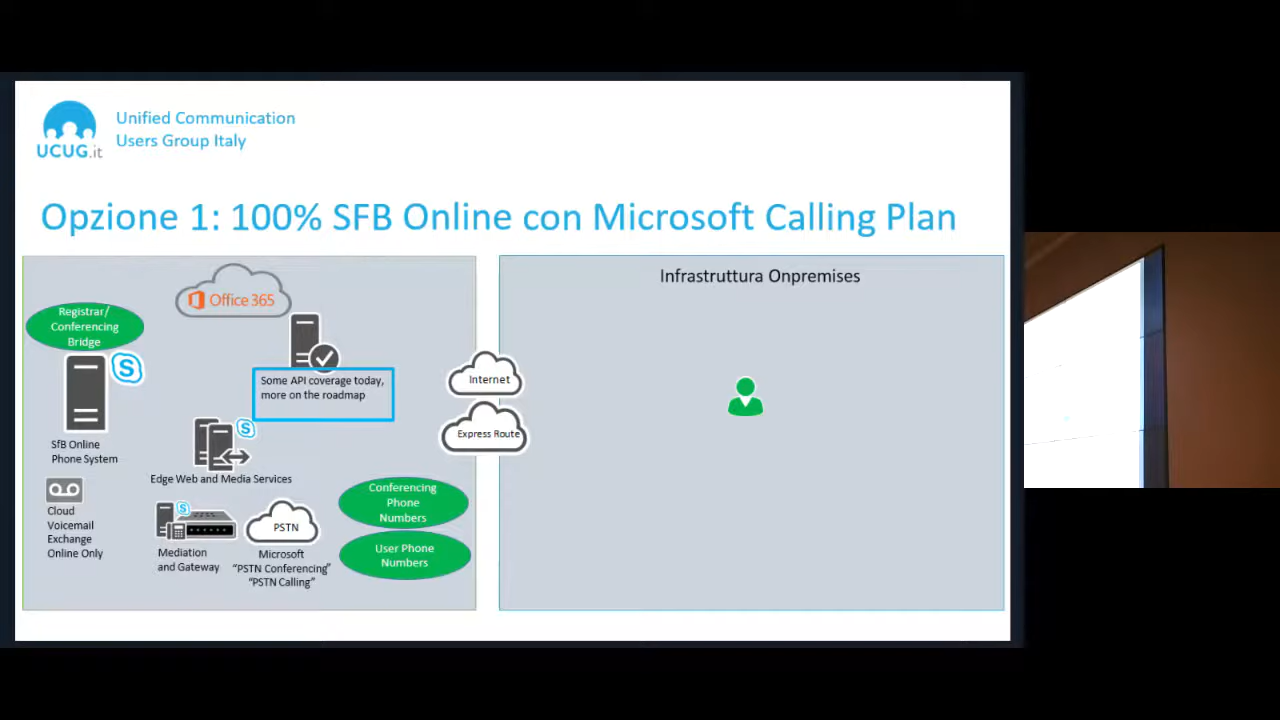 Unified Communication
Users Group Italy
UCUG.it
Opzione 1: 100% SFB Online con Microsoft Calling Plan
Office 365
Registrar/
Conferencing
Bridge
S
Some API coverage today,
more on the roadmap
SfB Online
Phone System
S
Edge Web and Media Services
Cloud
Voicemail
Exchange
Online Only
S
Mediation
and Gateway
PSTN
Microsoft
"PSTN Conferencing"
"PSTN Calling"
Conferencing
Phone
Numbers
User Phone
Numbers
Internet
Express Route
Infrastruttura Onpremises